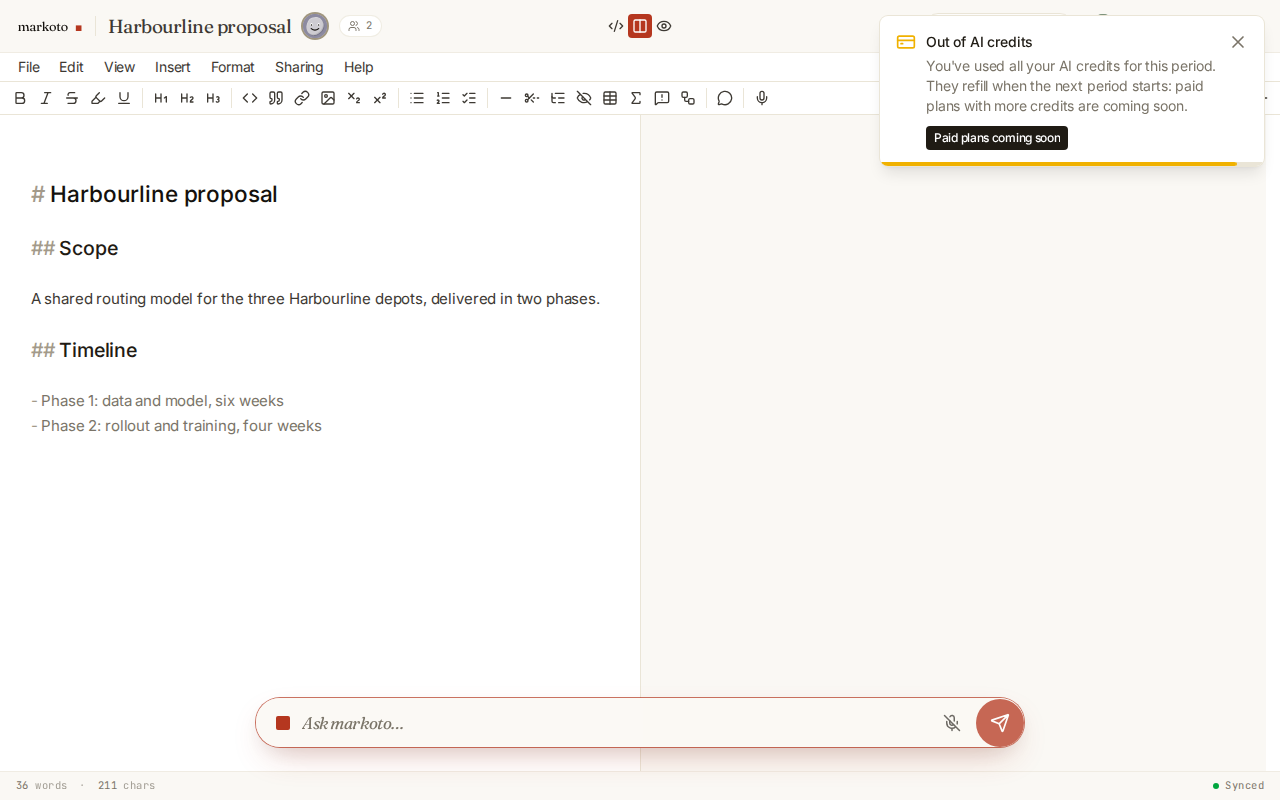 markoto
Harbourline proposal
2
File Edit View Insert Format Sharing Help
H1 H2 H3
Out of AI credits
You've used all your AI credits for this period.
They refill when the next period starts: paid
plans with more credits are coming soon.
Paid plans coming soon
# Harbourline proposal
## Scope
A shared routing model for the three Harbourline depots, delivered in two phases.
## Timeline
- Phase 1: data and model, six weeks
- Phase 2: rollout and training, four weeks
Ask markoto...
36 words · 211 chars
Synced